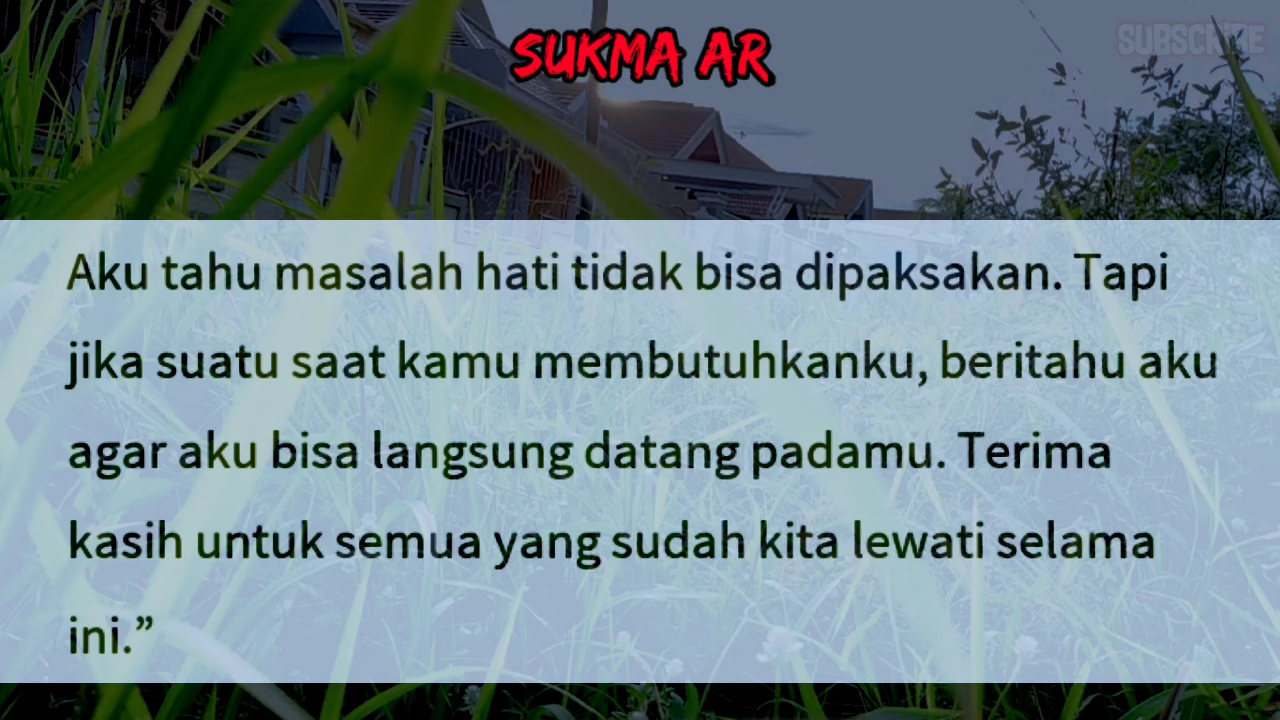 SUKMA AR
SUBSCRIBE
Aku tahu masalah hati tidak bisa dipaksakan. Tapi
jika suatu saat kamu membutuhkanku, beritahu aku
agar aku bisa langsung datang padamu. Terima
kasih untuk semua yang sudah kita lewati selama
ini.”